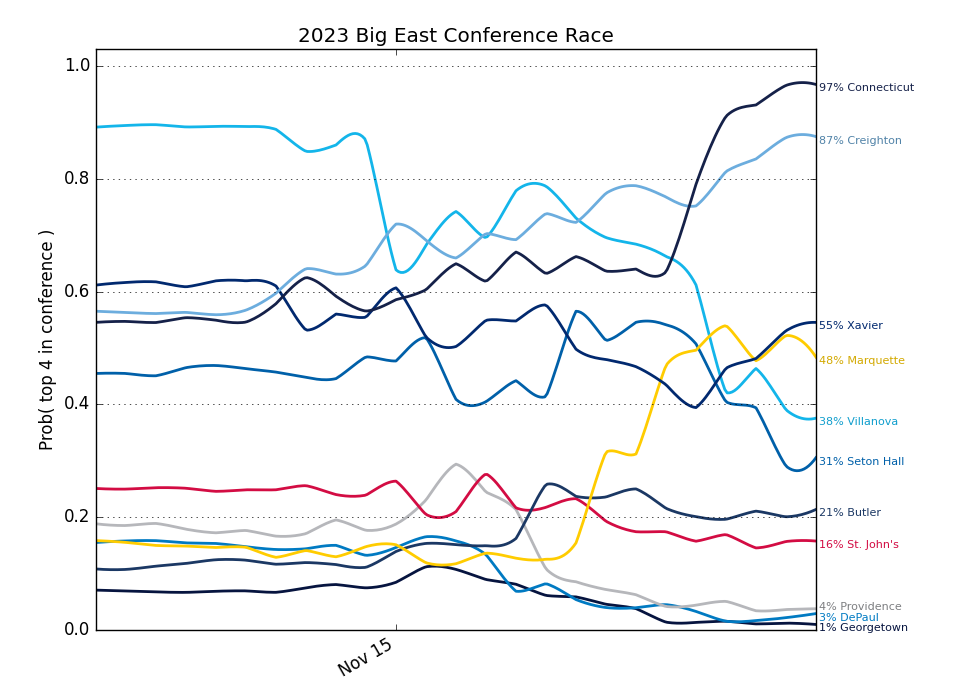 2023 Big East Conference Race
Prob( top 4 in conference )
1.0
0.8
0.6
0.4
0.2
0.0
Nov 15
97% Connecticut
87% Creighton
55% Xavier
48% Marquette
38% Villanova
31% Seton Hall
21% Butler
16% St. John's
4% Providence
3% DePaul
1% Georgetown